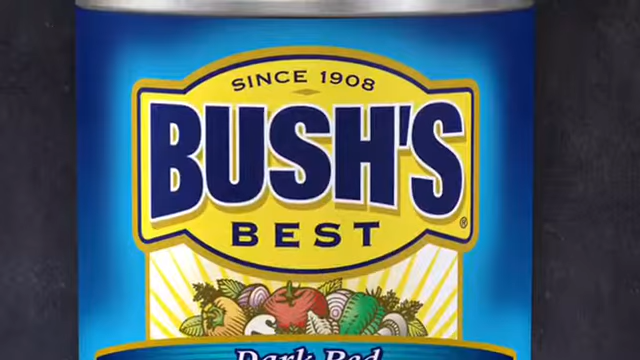 SINCE 1908
BUSH'S
BEST
®
Dark Red